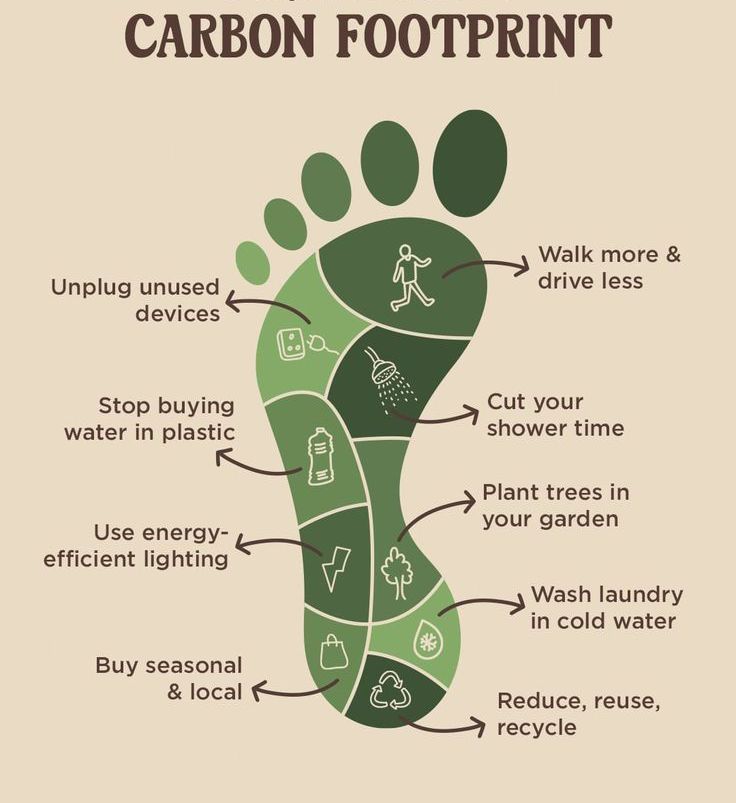 CARBON FOOTPRINT
Walk more &
drive less
Unplug unused
devices
Cut your
shower time
Stop buying
water in plastic
Plant trees in
your garden
Use energy-
efficient lighting
Wash laundry
in cold water
Buy seasonal
& local
Reduce, reuse,
recycle